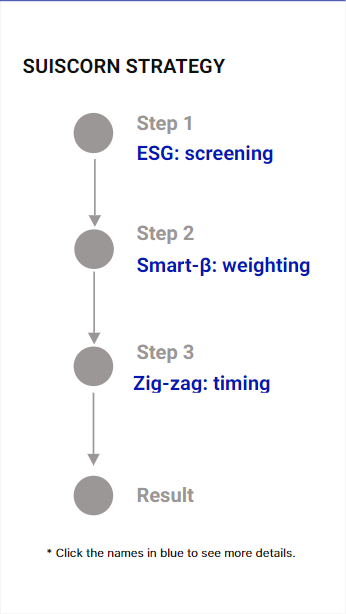 SUISCORN STRATEGY
Step 1
ESG: screening
Step 2
Smart-β: weighting
Step 3
Zig-zag: timing
Result
* Click the names in blue to see more details.